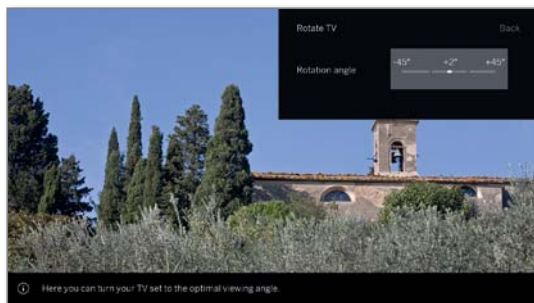 Rotate TV Back
Rotation angle -45° +2° +45°
Here you can turn your TV set to the optimal viewing angle.